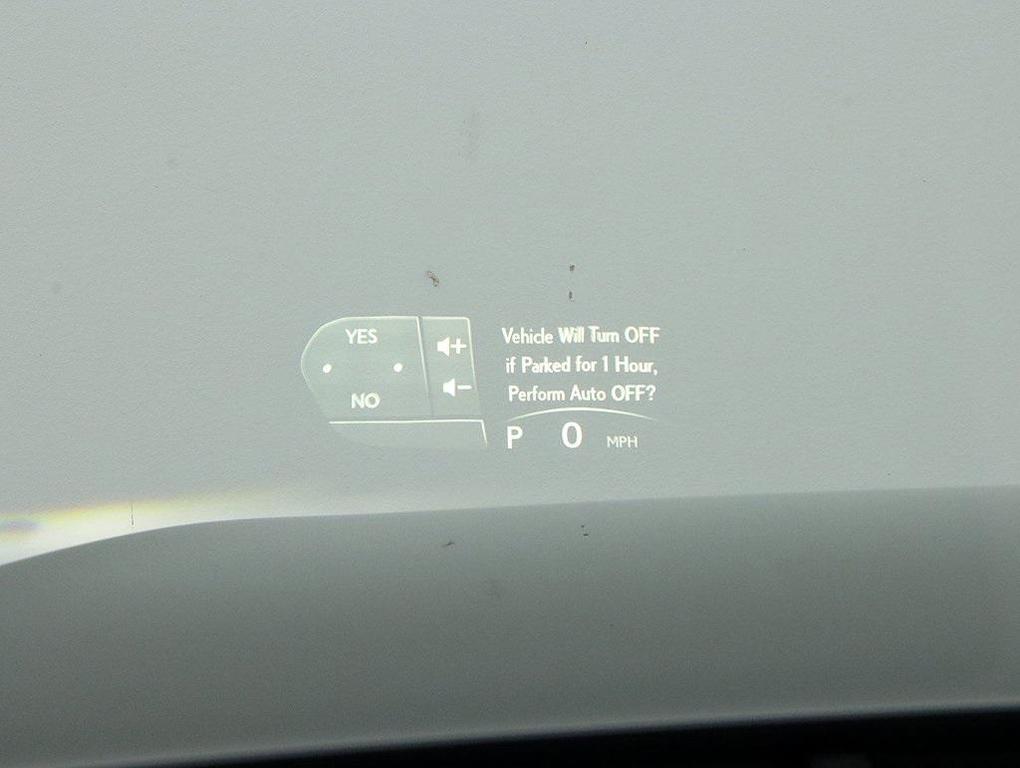 YES
NO
+
-
Vehicle Will Turn OFF
if Parked for 1 Hour,
Perform Auto OFF?
P 0 MPH